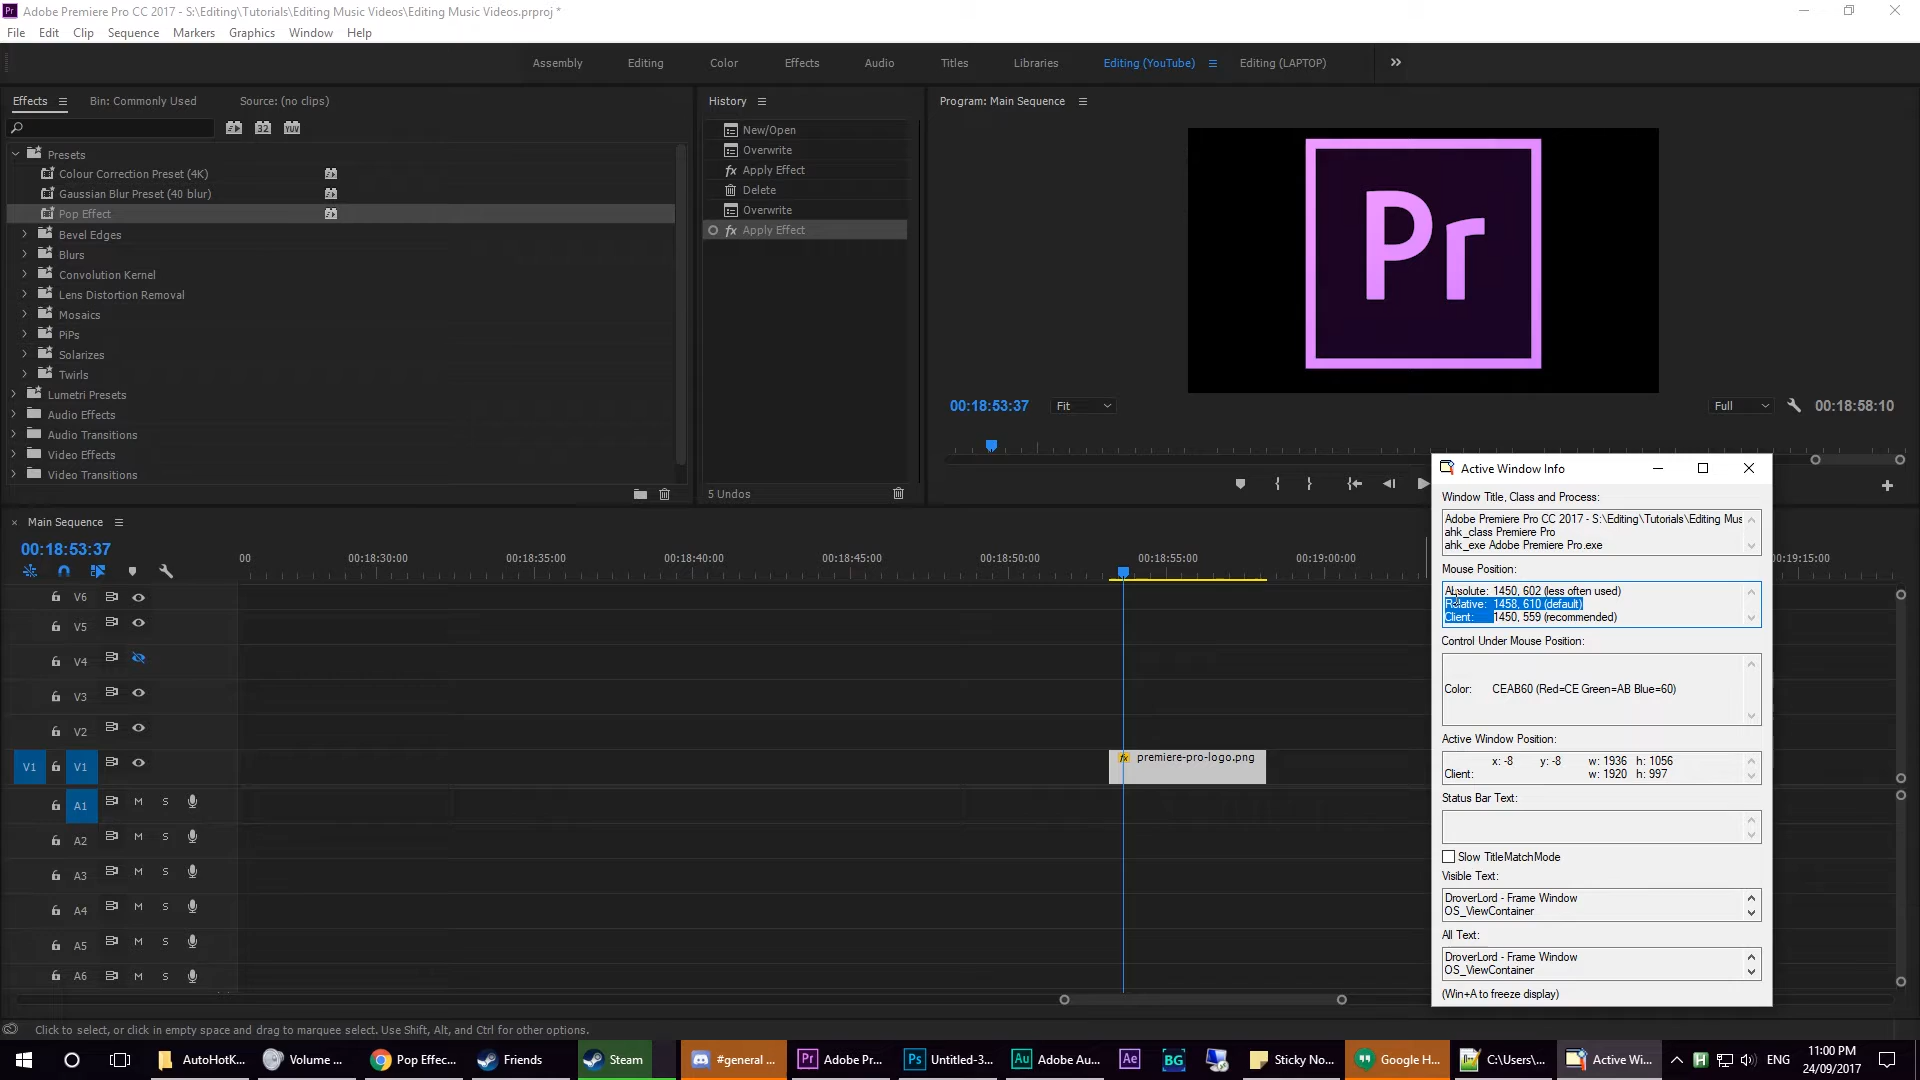 Adobe Premiere Pro CC 2017 - S:\Editing\Tutorials\Editing Music Videos\Editing Music Videos.prproj *
File Edit Clip Sequence Markers Graphics Window Help
Assembly Editing Color Effects Audio Titles Libraries Editing (YouTube) Editing (LAPTOP)
Effects Bin: Commonly Used Source: (no clips)
32 YUV
Presets
Colour Correction Preset (4K)
Gaussian Blur Preset (40 blur)
Pop Effect
Bevel Edges
Blurs
Convolution Kernel
Lens Distortion Removal
Mosaics
PiPs
Solarizes
Twirls
Lumetri Presets
Audio Effects
Audio Transitions
Video Effects
Video Transitions
History
New/Open
Overwrite
fx Apply Effect
Delete
Overwrite
fx Apply Effect
5 Undos
Program: Main Sequence
Pr
00:18:53:37 Fit Full 00:18:58:10
Main Sequence
00:18:53:37
00 00:18:30:00 00:18:35:00 00:18:40:00 00:18:45:00 00:18:50:00 00:18:55:00 00:19:00:00 00:19:15:00
V6
V5
V4
V3
V2
V1 V1 fx premiere-pro-logo.png
A1 M S
A2 M S
A3 M S
A4 M S
A5 M S
A6 M S
Click to select, or click in empty space and drag to marquee select. Use Shift, Alt, and Ctrl for other options.
Active Window Info
Window Title, Class and Process:
Adobe Premiere Pro CC 2017 - S:\Editing\Tutorials\Editing Mus
ahk_class Premiere Pro
ahk_exe Adobe Premiere Pro.exe
Mouse Position:
Absolute: 1450, 602 (less often used)
Relative: 1458, 610 (default)
Client: 1450, 559 (recommended)
Control Under Mouse Position:
Color: CEAB60 (Red=CE Green=AB Blue=60)
Active Window Position:
x: -8 y: -8 w: 1936 h: 1056
Client: w: 1920 h: 997
Status Bar Text:
Slow TitleMatchMode
Visible Text:
DroverLord - Frame Window
OS_ViewContainer
All Text:
DroverLord - Frame Window
OS_ViewContainer
(Win+A to freeze display)
AutoHotK... Volume ... Pop Effec... Friends Steam #general ... Pr Adobe Pr... Ps Untitled-3... Au Adobe Au... Ae BG Sticky No... Google H... C:\Users\... Active Wi... H ENG
11:00 PM
24/09/2017